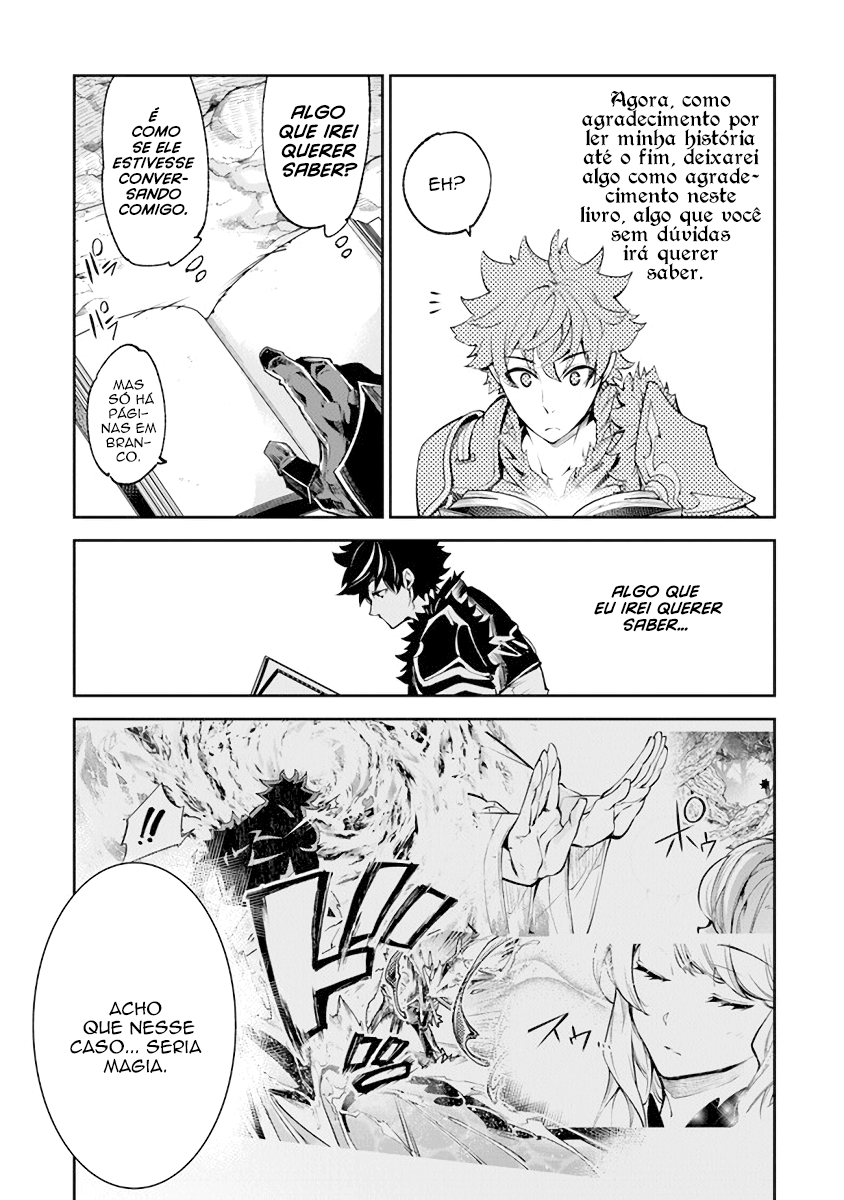 Agora, como
agradecimento por
ler minha história
até o fim, deixarei
algo como agrade-
cimento neste
livro, algo que você
sem dúvidas
irá querer
saber.
EH?
ALGO
QUE IREI
QUERER
SABER?
É
COMO
SE ELE
ESTIVESSE
CONVER-
SANDO
COMIGO.
MAS
SÓ HÁ
PÁGI-
NAS EM
BRAN-
CO.
ALGO QUE
EU IREI QUERER
SABER...
ポゥ
!!
ACHO
QUE NESSE
CASO... SERIA
MAGIA.